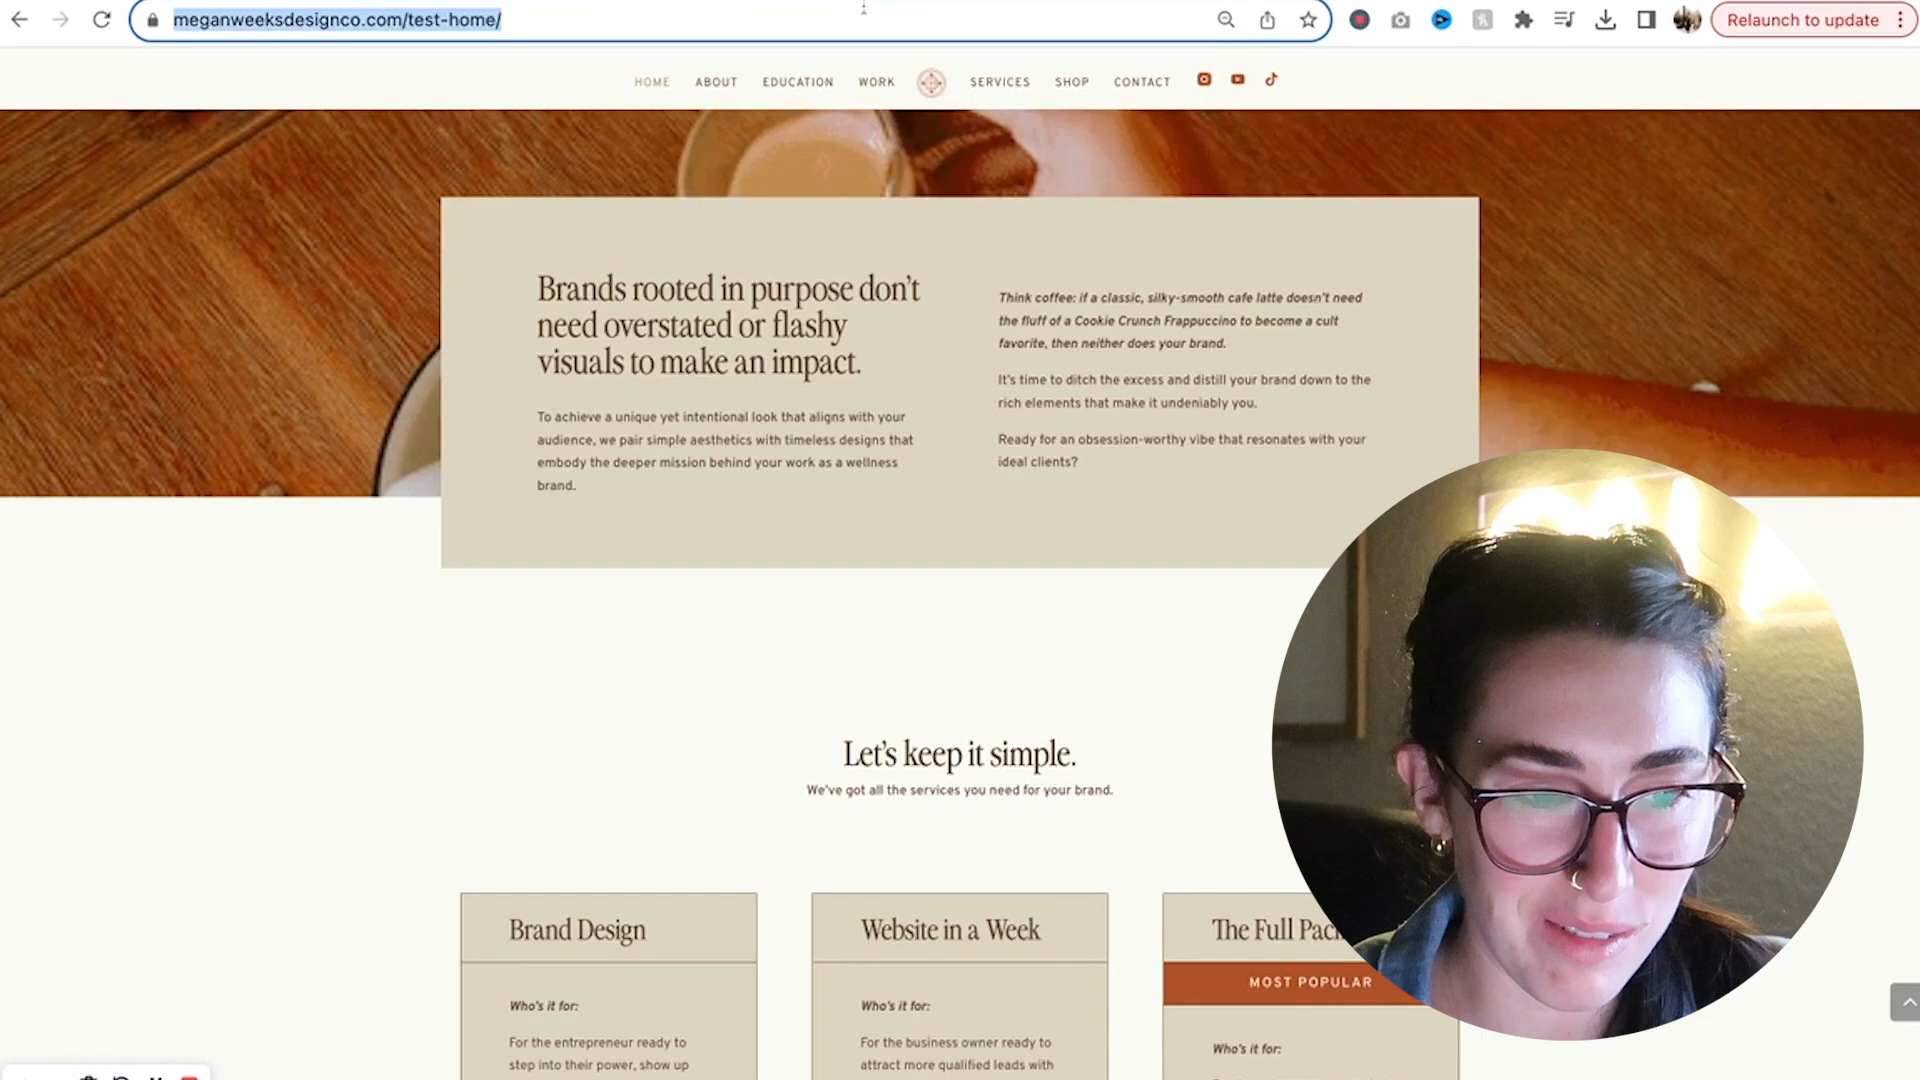 meganweeksdesignco.com/test-home/
Relaunch to update
HOME ABOUT EDUCATION WORK SERVICES SHOP CONTACT
Brands rooted in purpose don't
need overstated or flashy
visuals to make an impact.
To achieve a unique yet intentional look that aligns with your
audience, we pair simple aesthetics with timeless designs that
embody the deeper mission behind your work as a wellness
brand.
Think coffee: if a classic, silky-smooth cafe latte doesn't need
the fluff of a Cookie Crunch Frappuccino to become a cult
favorite, then neither does your brand.
It's time to ditch the excess and distill your brand down to the
rich elements that make it undeniably you.
Ready for an obsession-worthy vibe that resonates with your
ideal clients?
Let's keep it simple.
We've got all the services you need for your brand.
Brand Design
Who's it for:
For the entrepreneur ready to
step into their power, show up
Website in a Week
Who's it for:
For the business owner ready to
attract more qualified leads with
The Full
MOST POPULAR
Who's it for: